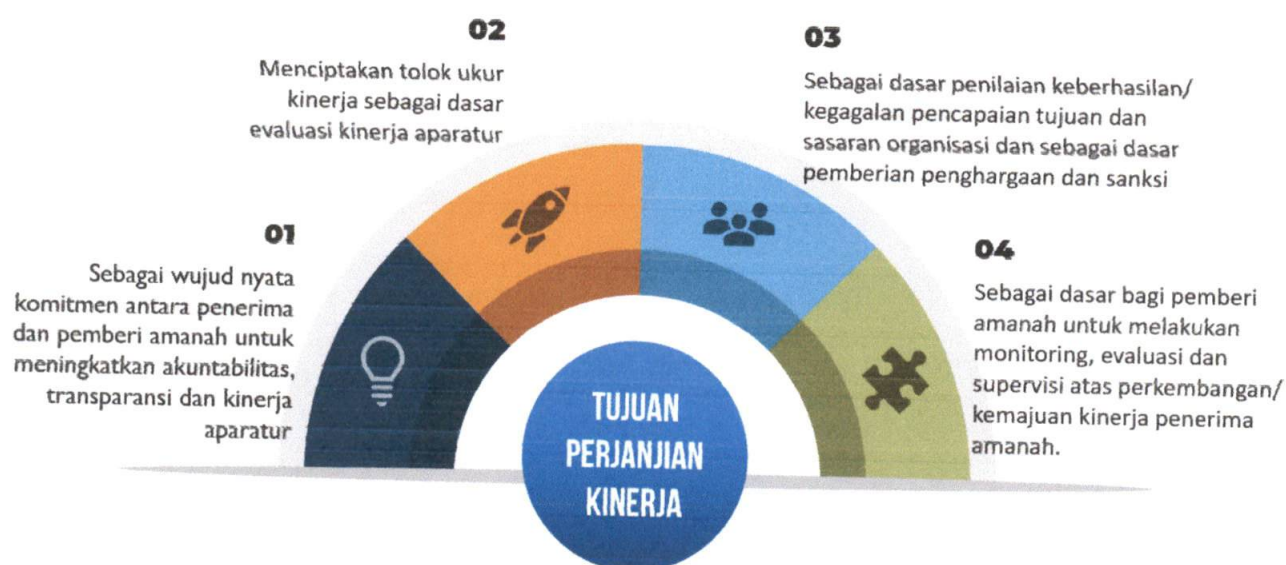 01
Sebagai wujud nyata
komitmen antara penerima
dan pemberi amanah untuk
meningkatkan akuntabilitas,
transparansi dan kinerja
aparatur
02
Menciptakan tolok ukur
kinerja sebagai dasar
evaluasi kinerja aparatur
03
Sebagai dasar penilaian keberhasilan/
kegagalan pencapaian tujuan dan
sasaran organisasi dan sebagai dasar
pemberian penghargaan dan sanksi
04
Sebagai dasar bagi pemberi
amanah untuk melakukan
monitoring, evaluasi dan
supervisi atas perkembangan/
kemajuan kinerja penerima
amanah.
TUJUAN
PERJANJIAN
KINERJA